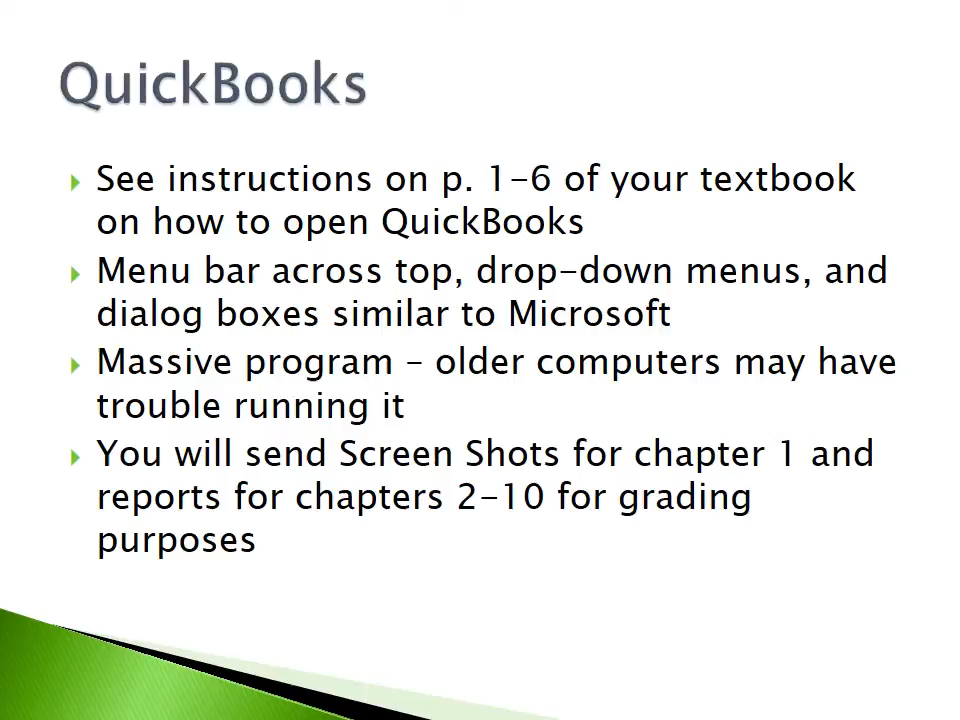 QuickBooks
See instructions on p. 1-6 of your textbook
on how to open QuickBooks
Menu bar across top, drop-down menus, and
dialog boxes similar to Microsoft
Massive program – older computers may have
trouble running it
You will send Screen Shots for chapter 1 and
reports for chapters 2-10 for grading
purposes